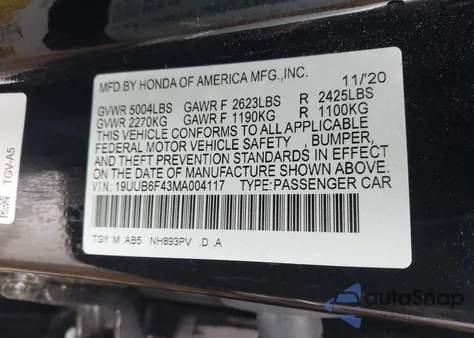 MFD.BY HONDA OF AMERICA MFG.,INC. 11/20
GVWR 5004LBS GAWR F 2623LBS R 2425LBS
GVWR 2270KG GAWR F 1190KG R 1100KG
THIS VEHICLE CONFORMS TO ALL APPLICABLE
FEDERAL MOTOR VEHICLE SAFETY , BUMPER,
AND THEFT PREVENTION STANDARDS IN EFFECT
ON THE DATE OF MANUFACTURE SHOWN ABOVE.
V.I.N: 19UUB6F43MA004117 TYPE:PASSENGER CAR
TGY M AB5 NH893PV .D .A
TGV-A5
autoSnap